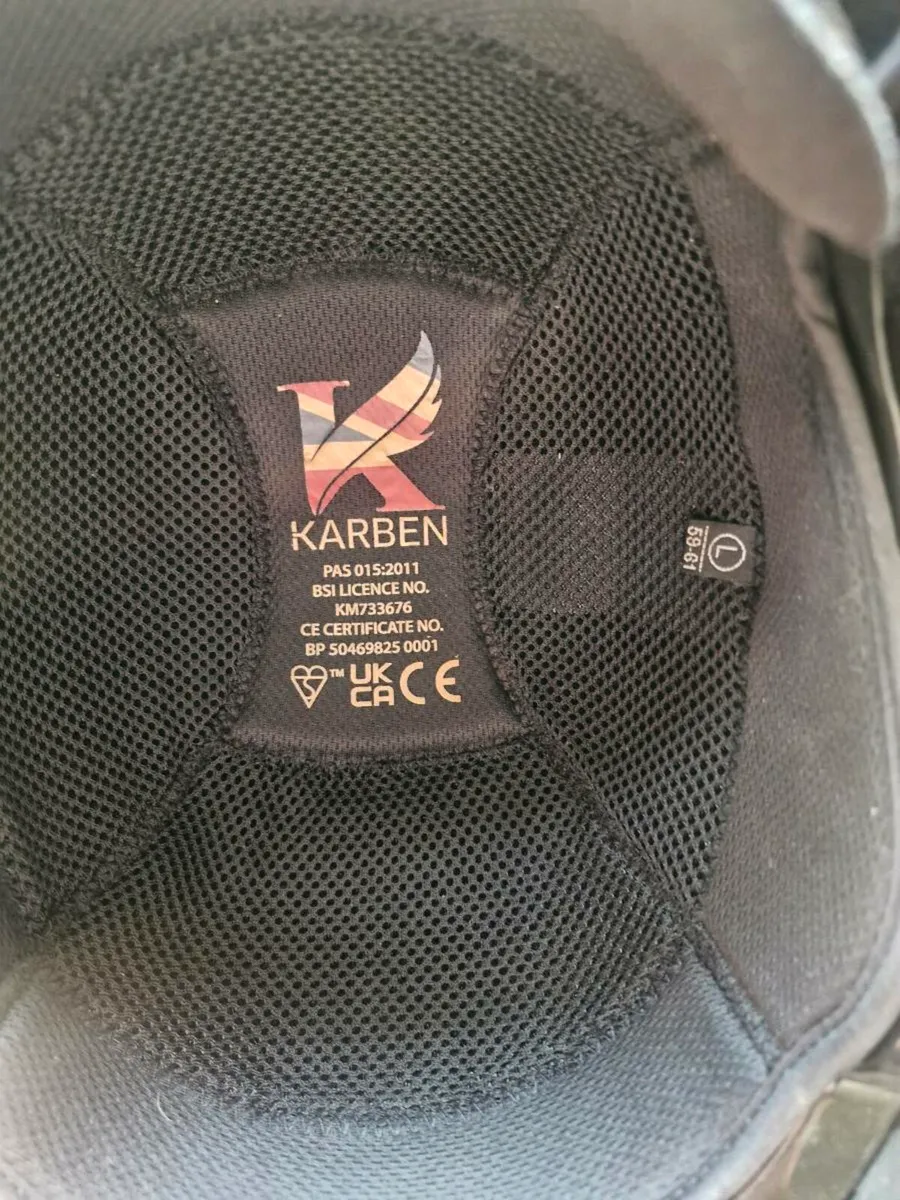 KARBEN
PAS 015:2011
BSI LICENCE NO.
KM733676
CE CERTIFICATE NO.
BP 50469825 0001
™ UK
CA CE
L
59-61